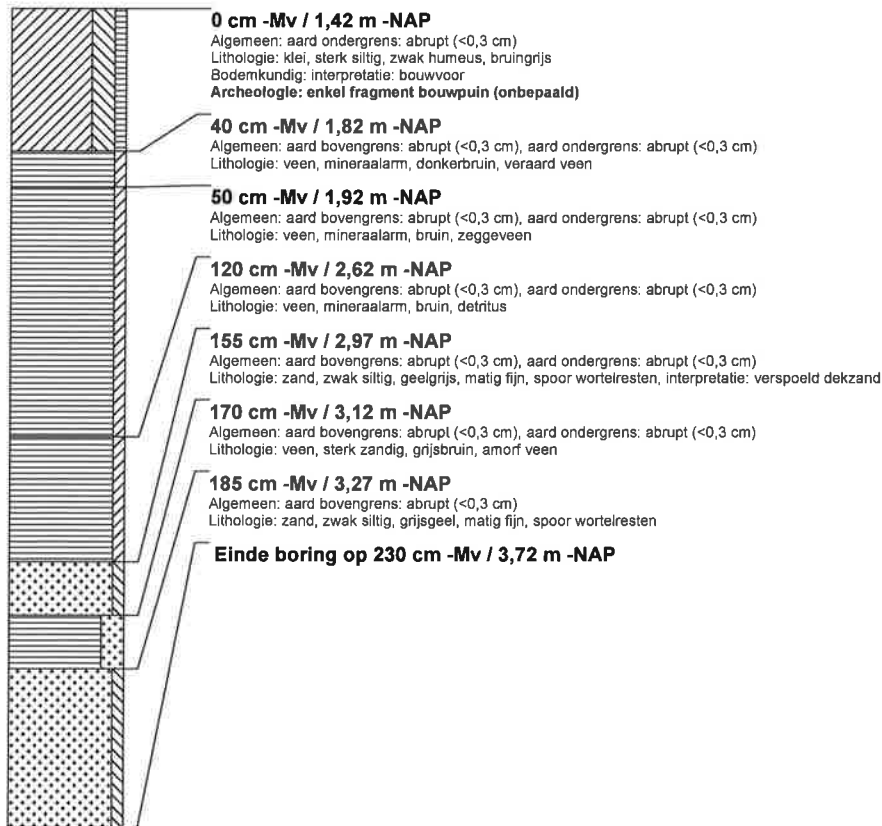 0 cm -Mv / 1,42 m -NAP
Algemeen: aard ondergrens: abrupt (<0,3 cm)
Lithologie: klei, sterk siltig, zwak humeus, bruingrijs
Bodemkundig: interpretatie: bouwvoor
Archeologie: enkel fragment bouwpuin (onbepaald)
40 cm -Mv / 1,82 m -NAP
Algemeen: aard bovengrens: abrupt (<0,3 cm), aard ondergrens: abrupt (<0,3 cm)
Lithologie: veen, mineraalarm, donkerbruin, veraard veen
50 cm -Mv / 1,92 m -NAP
Algemeen: aard bovengrens: abrupt (<0,3 cm), aard ondergrens: abrupt (<0,3 cm)
Lithologie: veen, mineraalarm, bruin, zeggeveen
120 cm -Mv / 2,62 m -NAP
Algemeen: aard bovengrens: abrupt (<0,3 cm), aard ondergrens: abrupt (<0,3 cm)
Lithologie: veen, mineraalarm, bruin, detritus
155 cm -Mv / 2,97 m -NAP
Algemeen: aard bovengrens: abrupt (<0,3 cm), aard ondergrens: abrupt (<0,3 cm)
Lithologie: zand, zwak siltig, geelgrijs, matig fijn, spoor wortelresten, interpretatie: verspoeld dekzand
170 cm -Mv / 3,12 m -NAP
Algemeen: aard bovengrens: abrupt (<0,3 cm), aard ondergrens: abrupt (<0,3 cm)
Lithologie: veen, sterk zandig, grijsbruin, amorf veen
185 cm -Mv / 3,27 m -NAP
Algemeen: aard bovengrens: abrupt (<0,3 cm)
Lithologie: zand, zwak siltig, grijsgeel, matig fijn, spoor wortelresten
Einde boring op 230 cm -Mv / 3,72 m -NAP